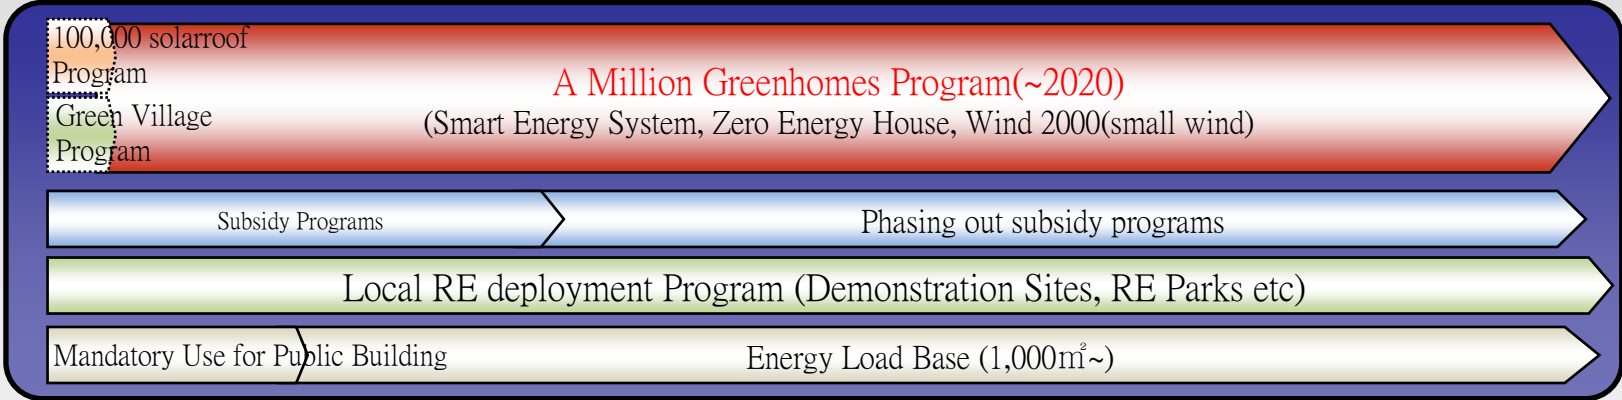 100,000 solarroof
Program
Green Village
Program
A Million Greenhomes Program(~2020)
(Smart Energy System, Zero Energy House, Wind 2000(small wind)
Subsidy Programs
Phasing out subsidy programs
Local RE deployment Program (Demonstration Sites, RE Parks etc)
Mandatory Use for Public Building
Energy Load Base (1,000㎡~)